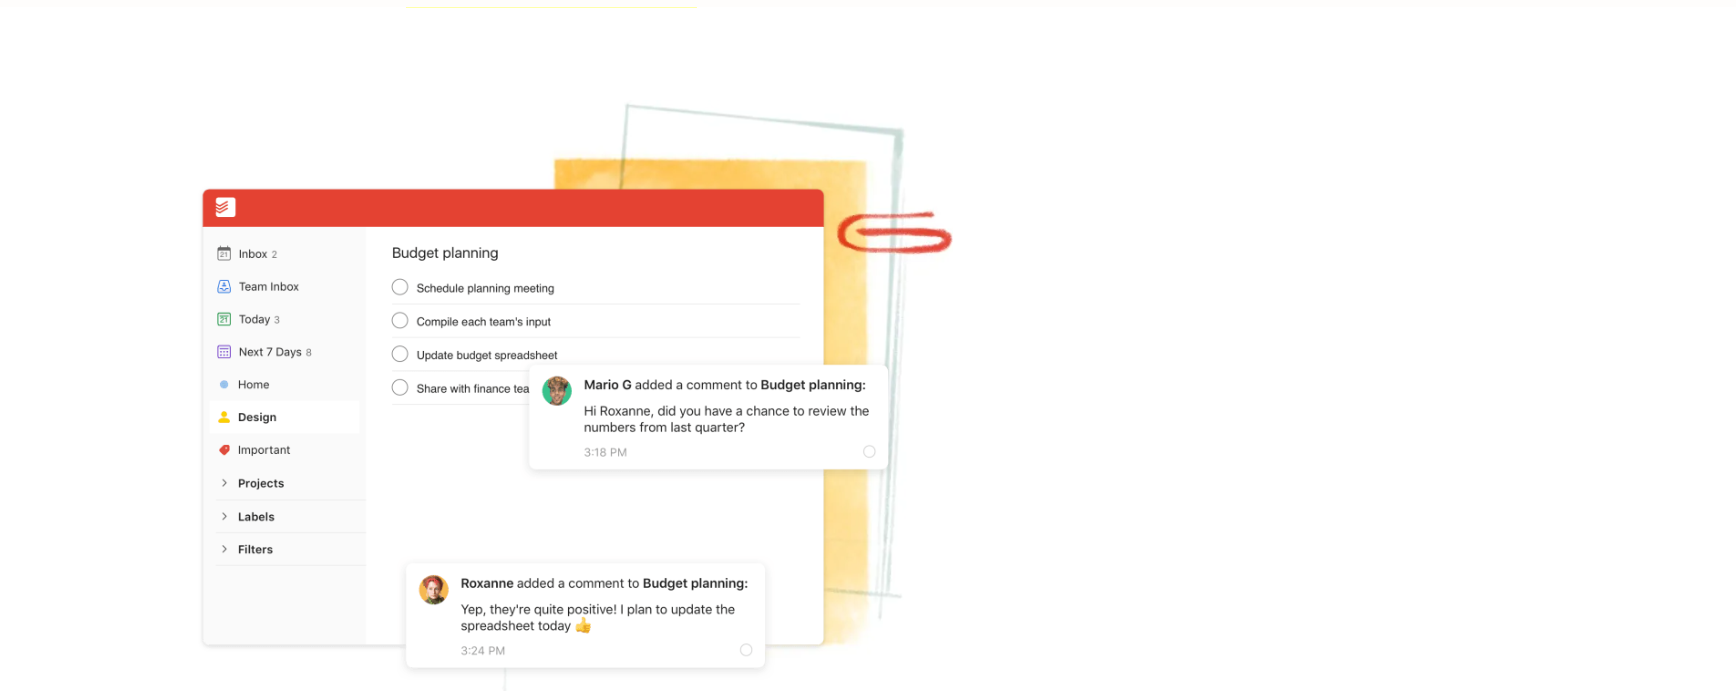 Inbox 2
Team Inbox
Today 3
Next 7 Days 8
Home
Design
Important
Projects
Labels
Filters
Budget planning
Schedule planning meeting
Compile each team's input
Update budget spreadsheet
Share with finance
Mario G added a comment to Budget planning:
Hi Roxanne, did you have a chance to review the
numbers from last quarter?
3:18 PM
Roxanne added a comment to Budget planning:
Yep, they're quite positive! I plan to update the
spreadsheet today 👍
3:24 PM